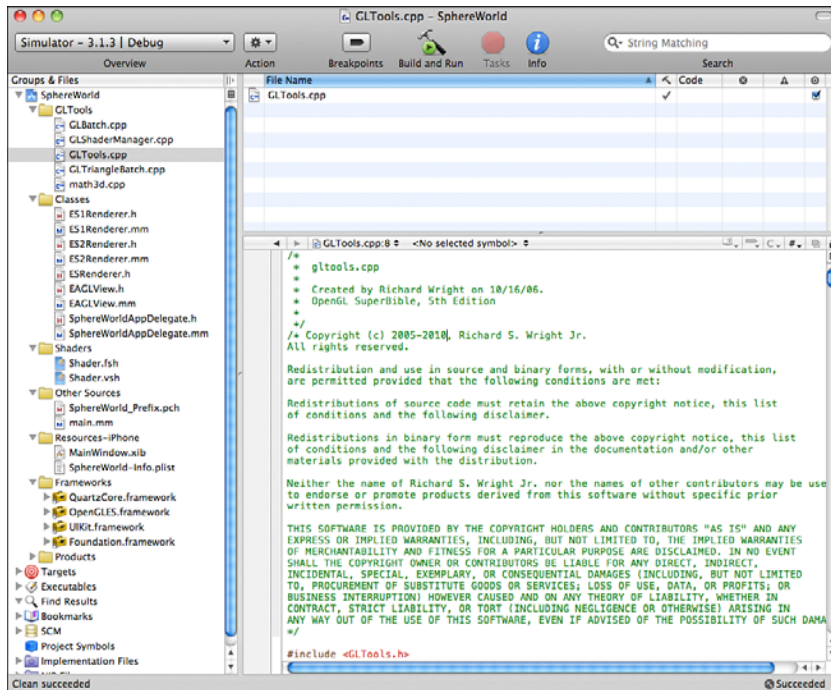 GLTools.cpp - SphereWorld
Simulator - 3.1.3 | Debug
String Matching
Overview
Action
Breakpoints
Build and Run
Tasks
Info
Search
Groups & Files
File Name
Code
SphereWorld
GLTools
GLBatch.cpp
GLShaderManager.cpp
GLTools.cpp
GLTriangleBatch.cpp
math3d.cpp
Classes
ES1Renderer.h
ES1Renderer.mm
ES2Renderer.h
ES2Renderer.mm
ESRenderer.h
EAGLView.h
EAGLView.mm
SphereWorldAppDelegate.h
SphereWorldAppDelegate.mm
Shaders
Shader.fsh
Shader.vsh
Other Sources
SphereWorld_Prefix.pch
main.mm
Resources-iPhone
MainWindow.xib
SphereWorld-Info.plist
Frameworks
QuartzCore.framework
OpenGLES.framework
UIKit.framework
Foundation.framework
Products
Targets
Executables
Find Results
Bookmarks
SCM
Project Symbols
Implementation Files
GLTools.cpp
GLTools.cpp:8
<No selected symbol>
C
#
/*
* gltools.cpp
*
* Created by Richard Wright on 10/16/06.
* OpenGL SuperBible, 5th Edition
*
*/
/* Copyright (c) 2005-2010, Richard S. Wright Jr.
All rights reserved.
Redistribution and use in source and binary forms, with or without modification,
are permitted provided that the following conditions are met:
Redistributions of source code must retain the above copyright notice, this list
of conditions and the following disclaimer.
Redistributions in binary form must reproduce the above copyright notice, this list
of conditions and the following disclaimer in the documentation and/or other
materials provided with the distribution.
Neither the name of Richard S. Wright Jr. nor the names of other contributors may be use
to endorse or promote products derived from this software without specific prior
written permission.
THIS SOFTWARE IS PROVIDED BY THE COPYRIGHT HOLDERS AND CONTRIBUTORS "AS IS" AND ANY
EXPRESS OR IMPLIED WARRANTIES, INCLUDING, BUT NOT LIMITED TO, THE IMPLIED WARRANTIES
OF MERCHANTABILITY AND FITNESS FOR A PARTICULAR PURPOSE ARE DISCLAIMED. IN NO EVENT
SHALL THE COPYRIGHT OWNER OR CONTRIBUTORS BE LIABLE FOR ANY DIRECT, INDIRECT,
INCIDENTAL, SPECIAL, EXEMPLARY, OR CONSEQUENTIAL DAMAGES (INCLUDING, BUT NOT LIMITED
TO, PROCUREMENT OF SUBSTITUTE GOODS OR SERVICES; LOSS OF USE, DATA, OR PROFITS; OR
BUSINESS INTERRUPTION) HOWEVER CAUSED AND ON ANY THEORY OF LIABILITY, WHETHER IN
CONTRACT, STRICT LIABILITY, OR TORT (INCLUDING NEGLIGENCE OR OTHERWISE) ARISING IN
ANY WAY OUT OF THE USE OF THIS SOFTWARE, EVEN IF ADVISED OF THE POSSIBILITY OF SUCH DAMA
*/
#include <GLTools.h>
Clean succeeded
Succeeded